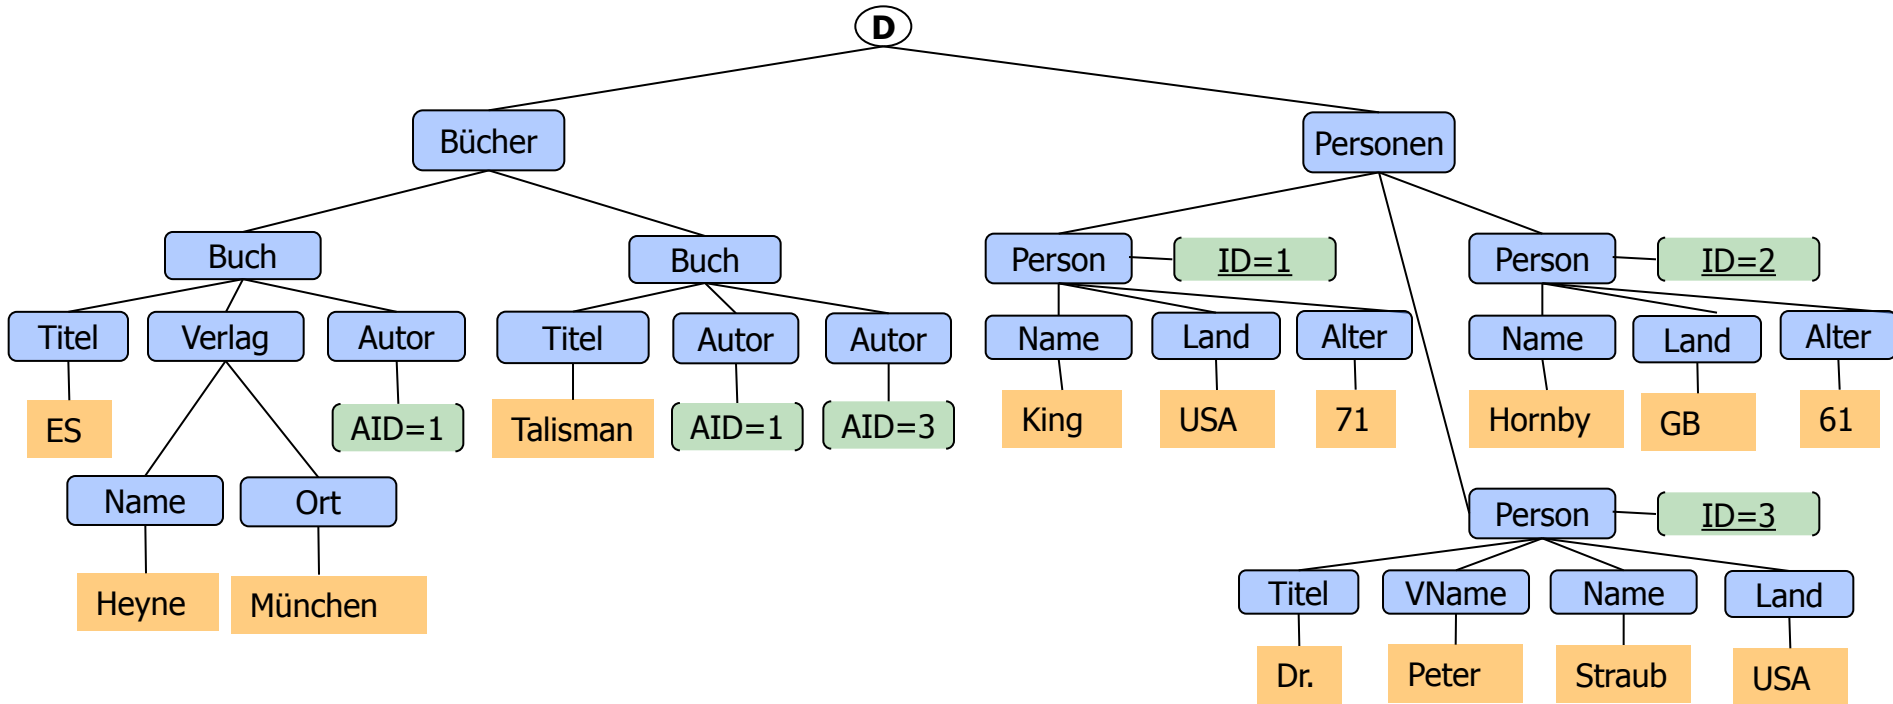 D
Bücher
Personen
Buch
Buch
Person
ID=1
Person
ID=2
Titel
Verlag
Autor
Titel
Autor
Autor
Name
Land
Alter
Name
Land
Alter
ES
AID=1
Talisman
AID=1
AID=3
King
USA
71
Hornby
GB
61
Name
Ort
Person
ID=3
Heyne
München
Titel
VName
Name
Land
Dr.
Peter
Straub
USA